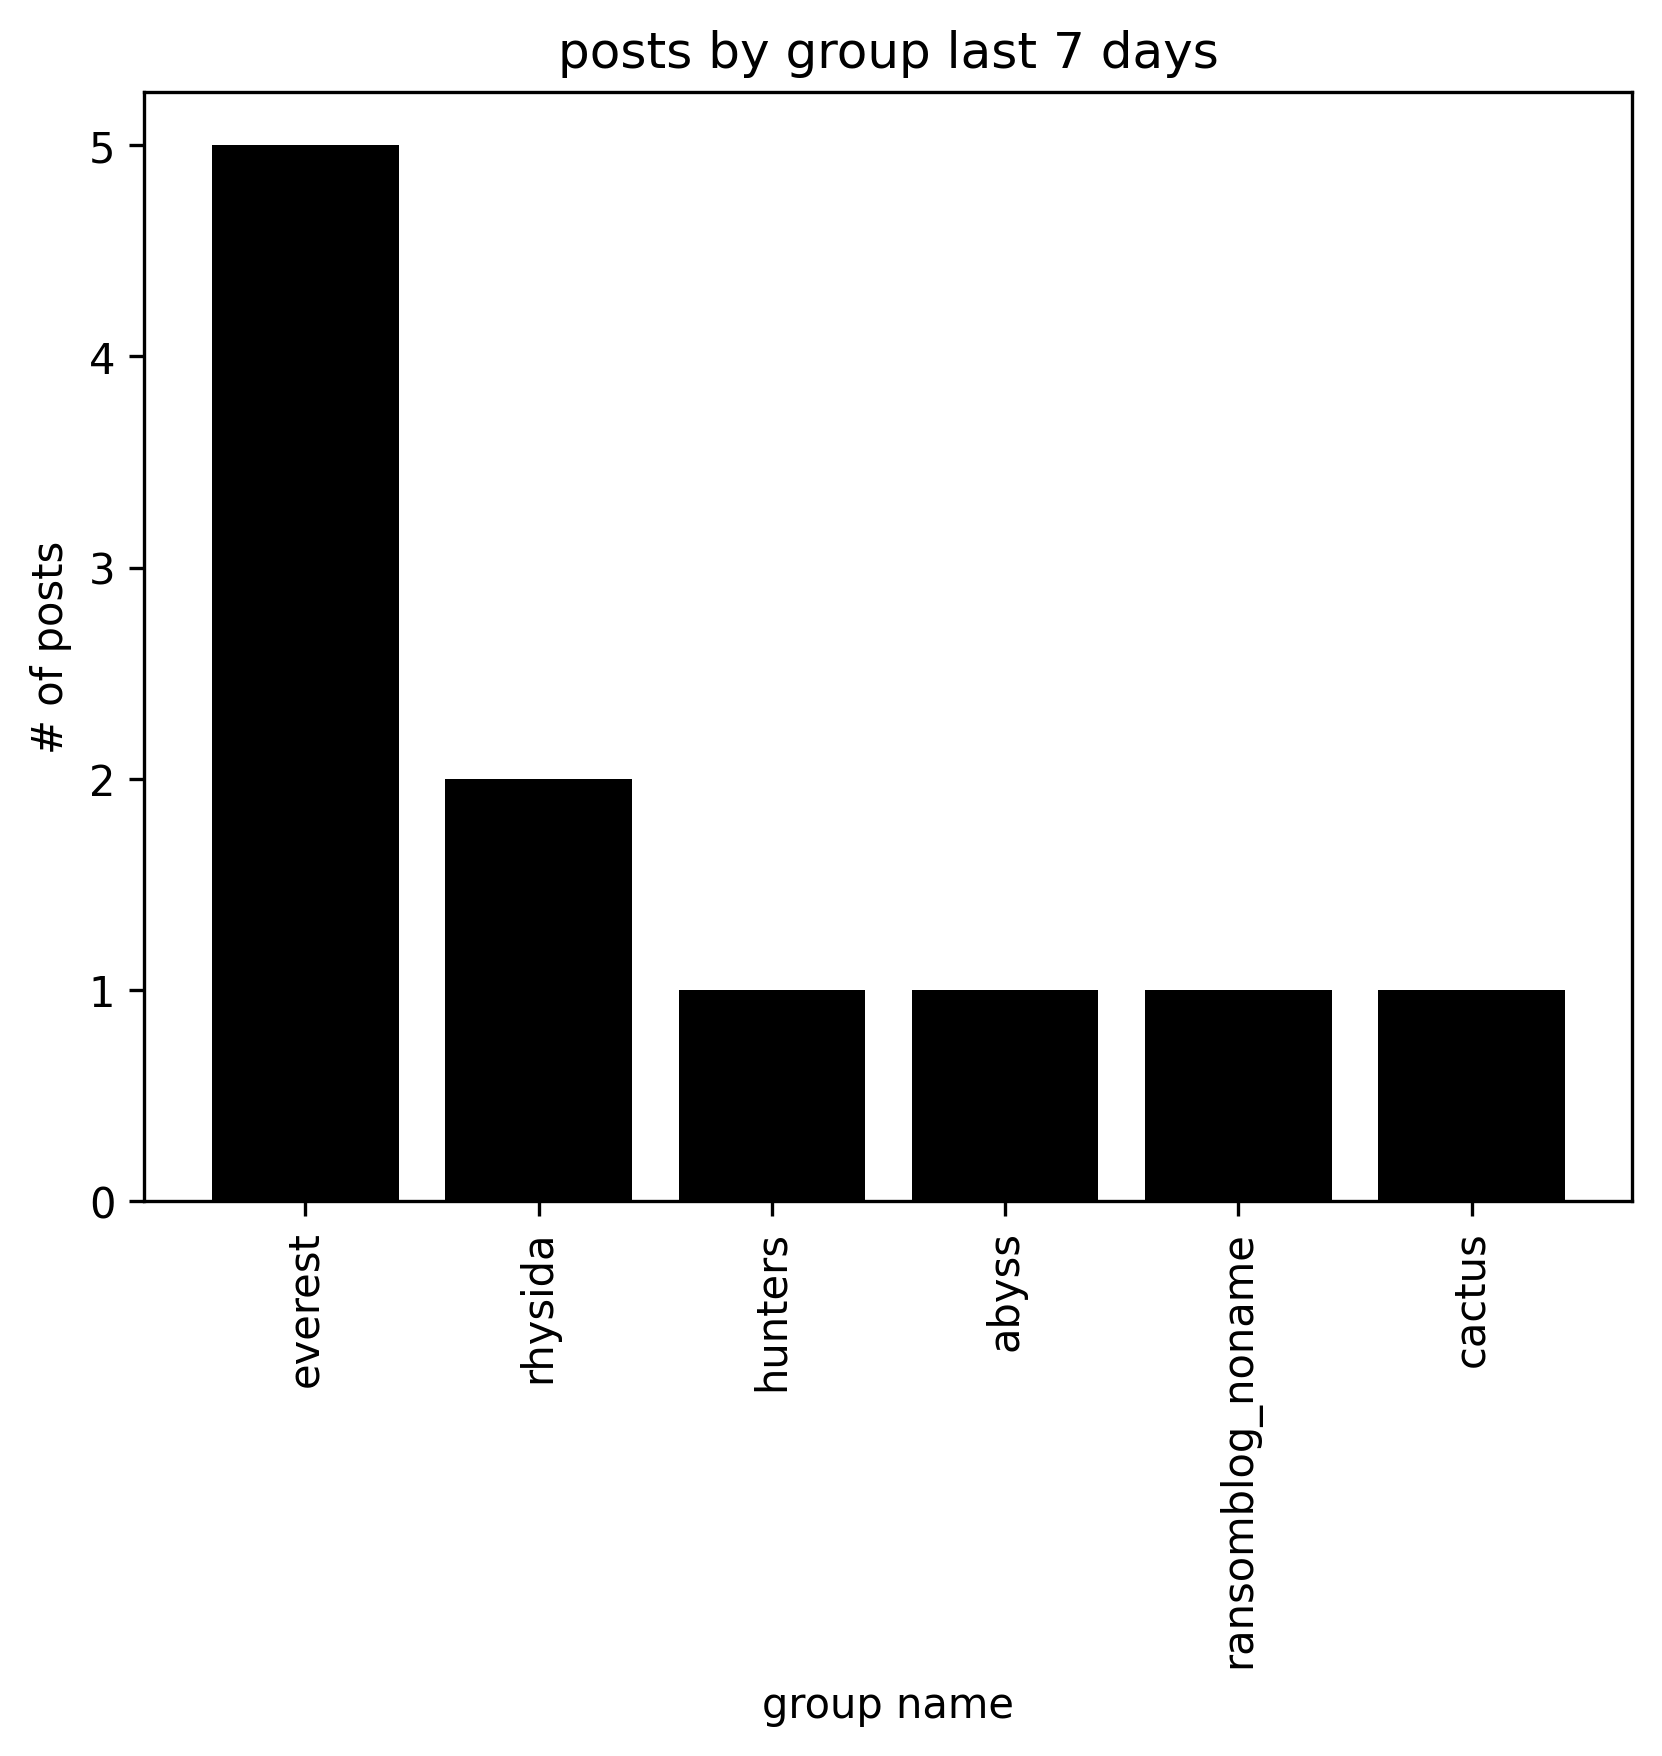 posts by group last 7 days
5
4
3
2
1
0
# of posts
everest
rhysida
hunters
abyss
ransomblog_noname
cactus
group name